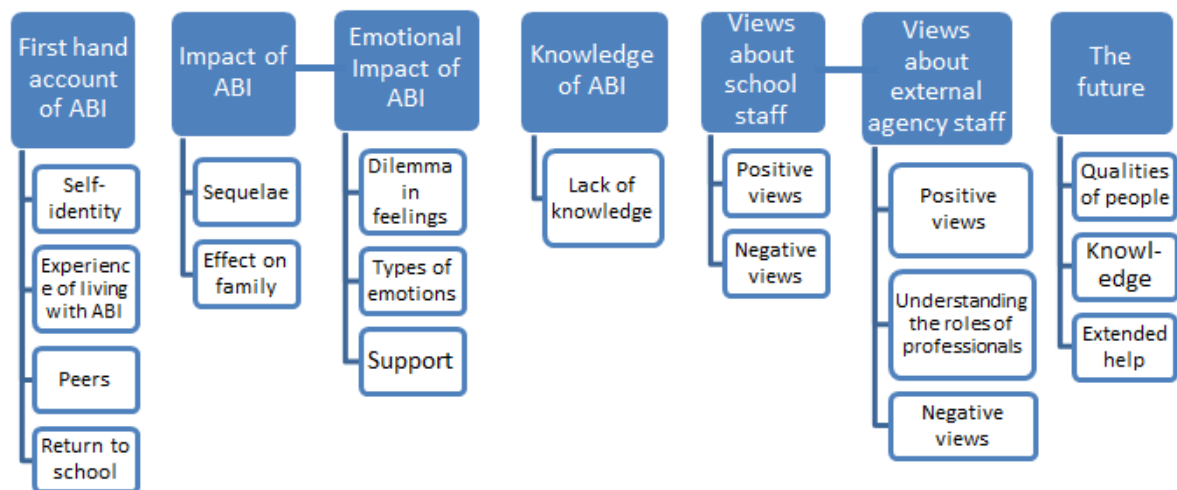 First hand
account
of ABI
Self-
identity
Experienc
e of living
with ABI
Peers
Return to
school
Impact of
ABI
Sequelae
Effect on
family
Emotional
Impact of
ABI
Dilemma
in
feelings
Types of
emotions
Support
Knowledge
of ABI
Lack of
knowledge
Views
about
school
staff
Positive
views
Negative
views
Views
about
external
agency staff
Positive
views
Understanding
the roles of
professionals
Negative
views
The
future
Qualities
of people
Knowl-
edge
Extended
help